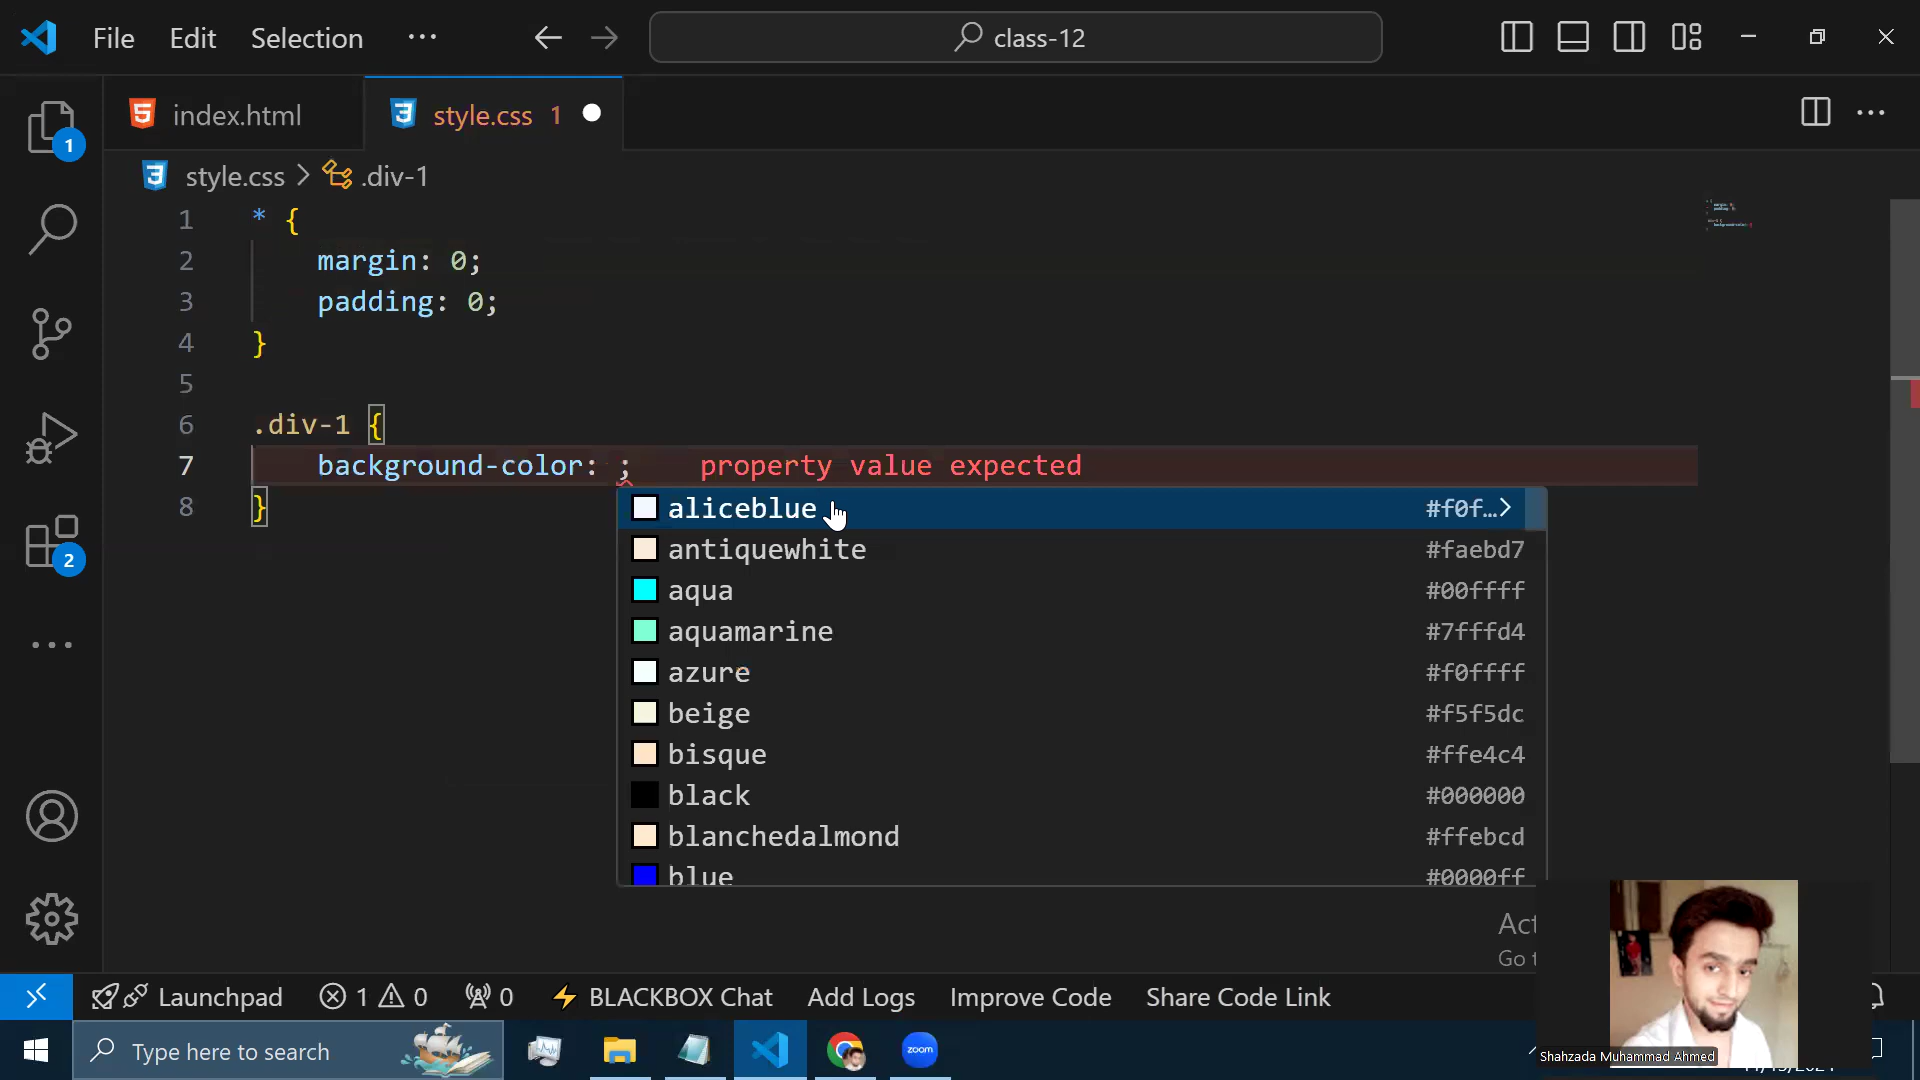 File Edit Selection ··· class-12
index.html style.css 1
1
style.css > .div-1
1 * {
2 margin: 0;
3 padding: 0;
4 }
5
6 .div-1 {
7 background-color: ; property value expected
8 }
aliceblue #f0f…
antiquewhite #faebd7
aqua #00ffff
2
aquamarine #7fffd4
azure #f0ffff
beige #f5f5dc
bisque #ffe4c4
black #000000
blanchedalmond #ffebcd
blue #0000ff
Act
Go t
Launchpad 1 0 0 BLACKBOX Chat Add Logs Improve Code Share Code Link
Type here to search zoom
Shahzada Muhammad Ahmed